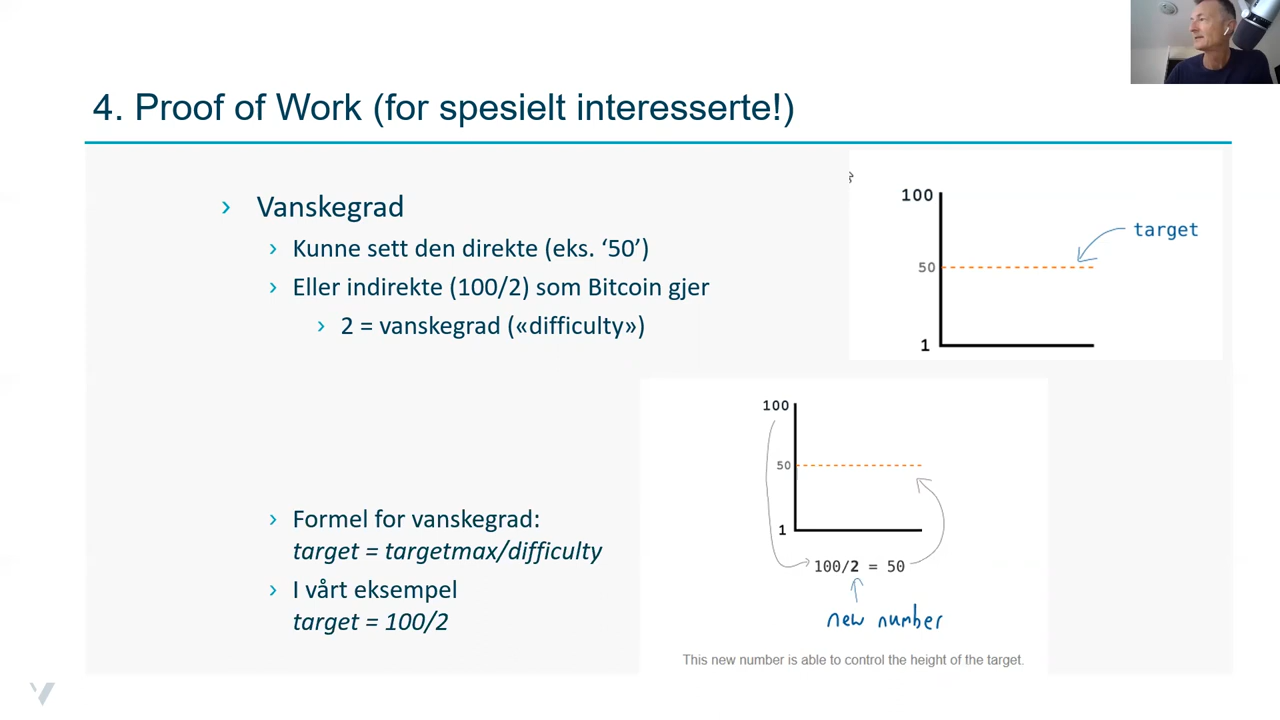 4. Proof of Work (for spesielt interesserte!)
› Vanskegrad
› Kunne sett den direkte (eks. ‘50’)
› Eller indirekte (100/2) som Bitcoin gjer
› 2 = vanskegrad («difficulty»)
› Formel for vanskegrad:
target = targetmax/difficulty
› I vårt eksempel
target = 100/2
100
target
50
1
100
50
1
100/2 = 50
new number
This new number is able to control the height of the target.